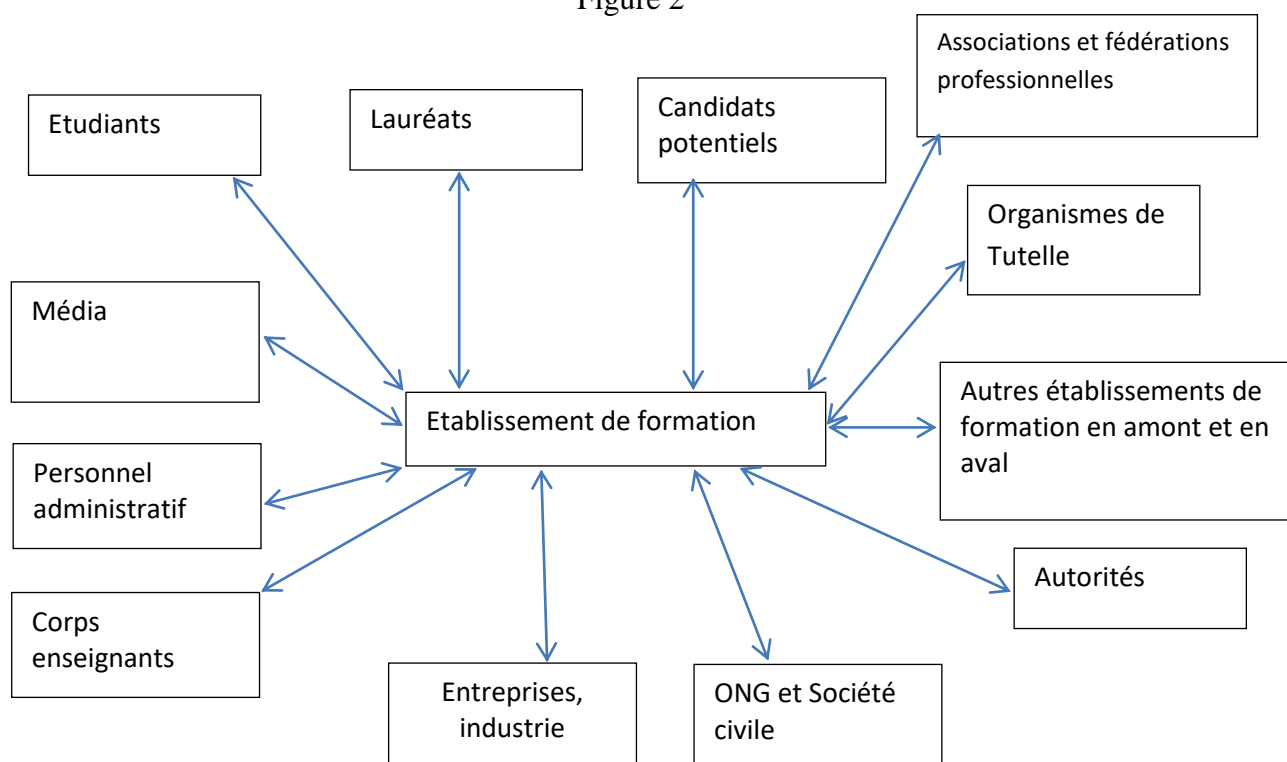 Figure 2
Associations et fédérations
professionnelles
Etudiants
Lauréats
Candidats
potentiels
Organismes de
Tutelle
Média
Etablissement de formation
Autres établissements de
formation en amont et en
aval
Personnel
administratif
Autorités
Corps
enseignants
Entreprises,
industrie
ONG et Société
civile